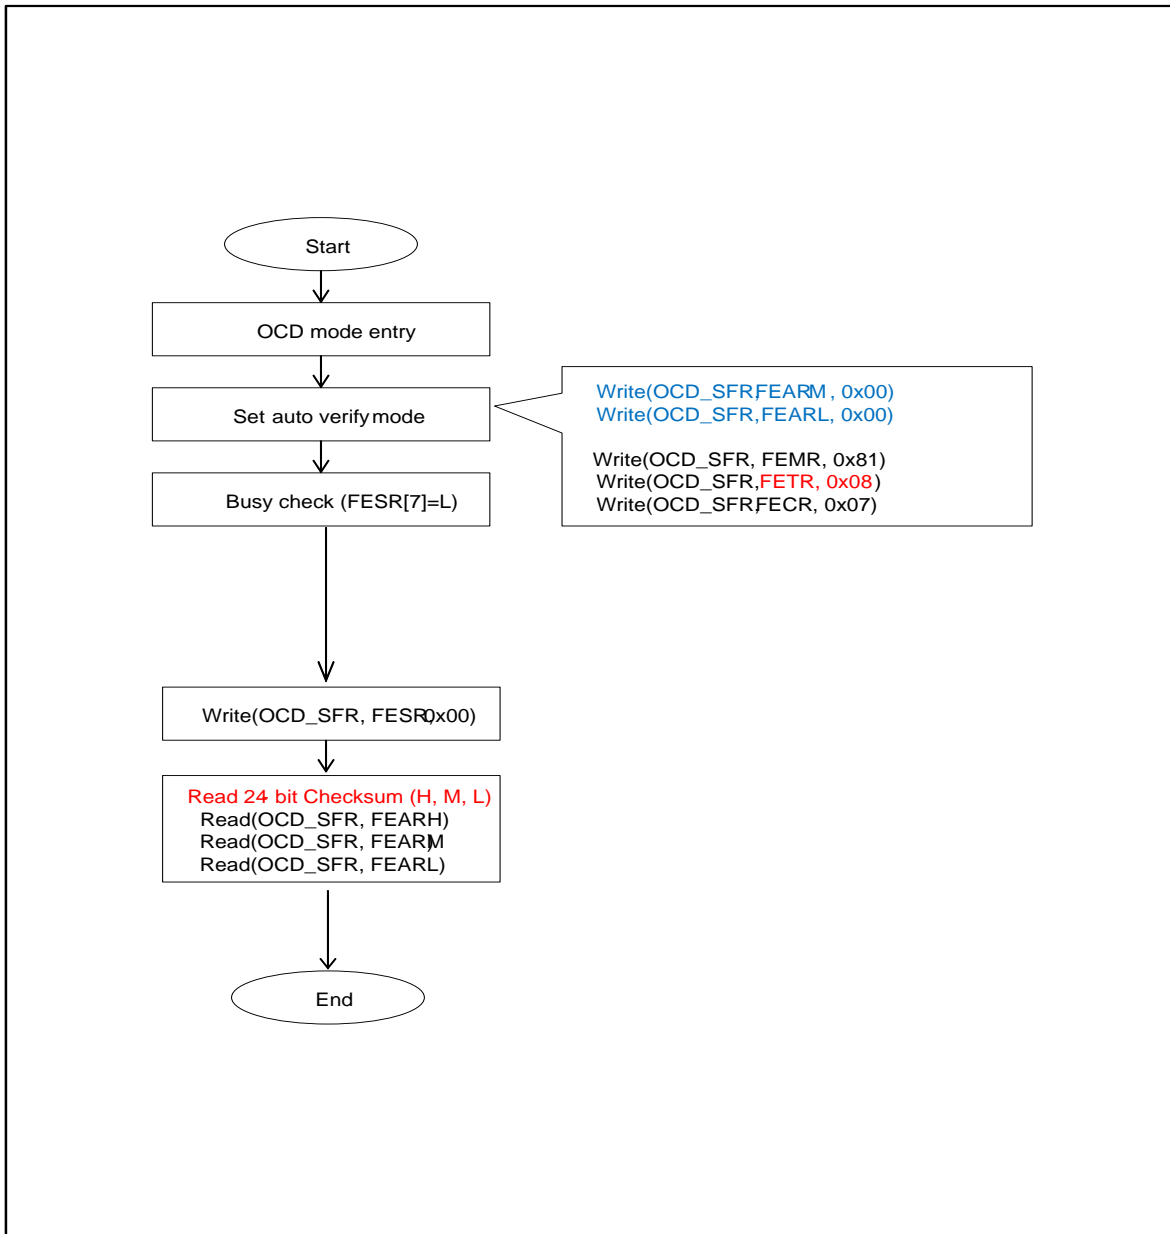 Start
OCD mode entry
Set auto verify mode
Write(OCD_SFR,FEARM, 0x00)
Write(OCD_SFR,FEARL, 0x00)
Write(OCD_SFR, FEMR, 0x81)
Write(OCD_SFR,FETR, 0x08)
Write(OCD_SFR,FECR, 0x07)
Busy check (FESR[7]=L)
Write(OCD_SFR, FESR,0x00)
Read 24 bit Checksum (H, M, L)
Read(OCD_SFR, FEARH)
Read(OCD_SFR, FEARM)
Read(OCD_SFR, FEARL)
End